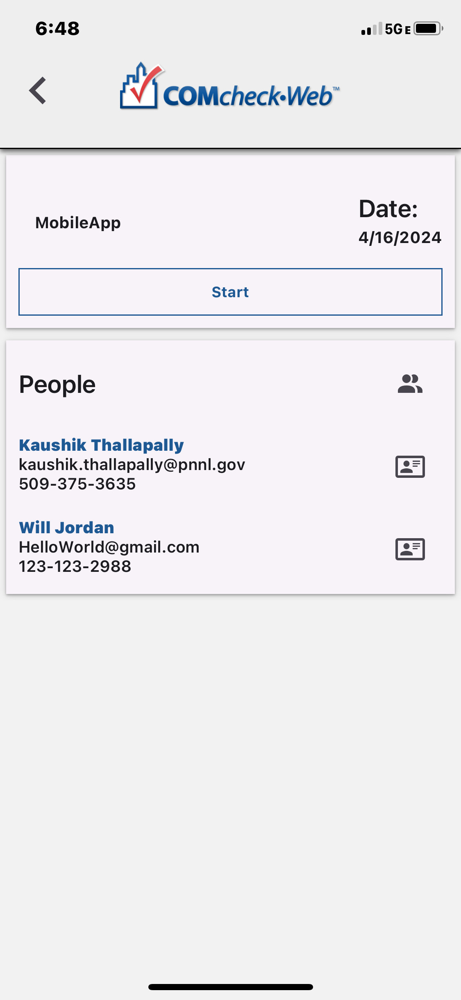 6:48
5G E
COMcheck•Web™
MobileApp
Date:
4/16/2024
Start
People
Kaushik Thallapally
kaushik.thallapally@pnnl.gov
509-375-3635
Will Jordan
HelloWorld@gmail.com
123-123-2988